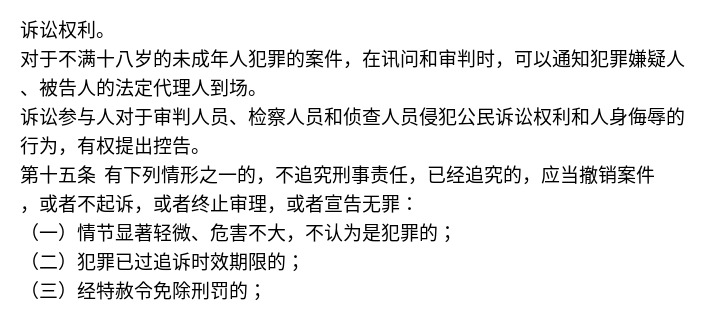 诉讼权利。
对于不满十八岁的未成年人犯罪的案件，在讯问和审判时，可以通知犯罪嫌疑人
、被告人的法定代理人到场。
诉讼参与人对于审判人员、检察人员和侦查人员侵犯公民诉讼权利和人身侮辱的
行为，有权提出控告。
第十五条 有下列情形之一的，不追究刑事责任，已经追究的，应当撤销案件
，或者不起诉，或者终止审理，或者宣告无罪：
（一）情节显著轻微、危害不大，不认为是犯罪的；
（二）犯罪已过追诉时效期限的；
（三）经特赦令免除刑罚的；